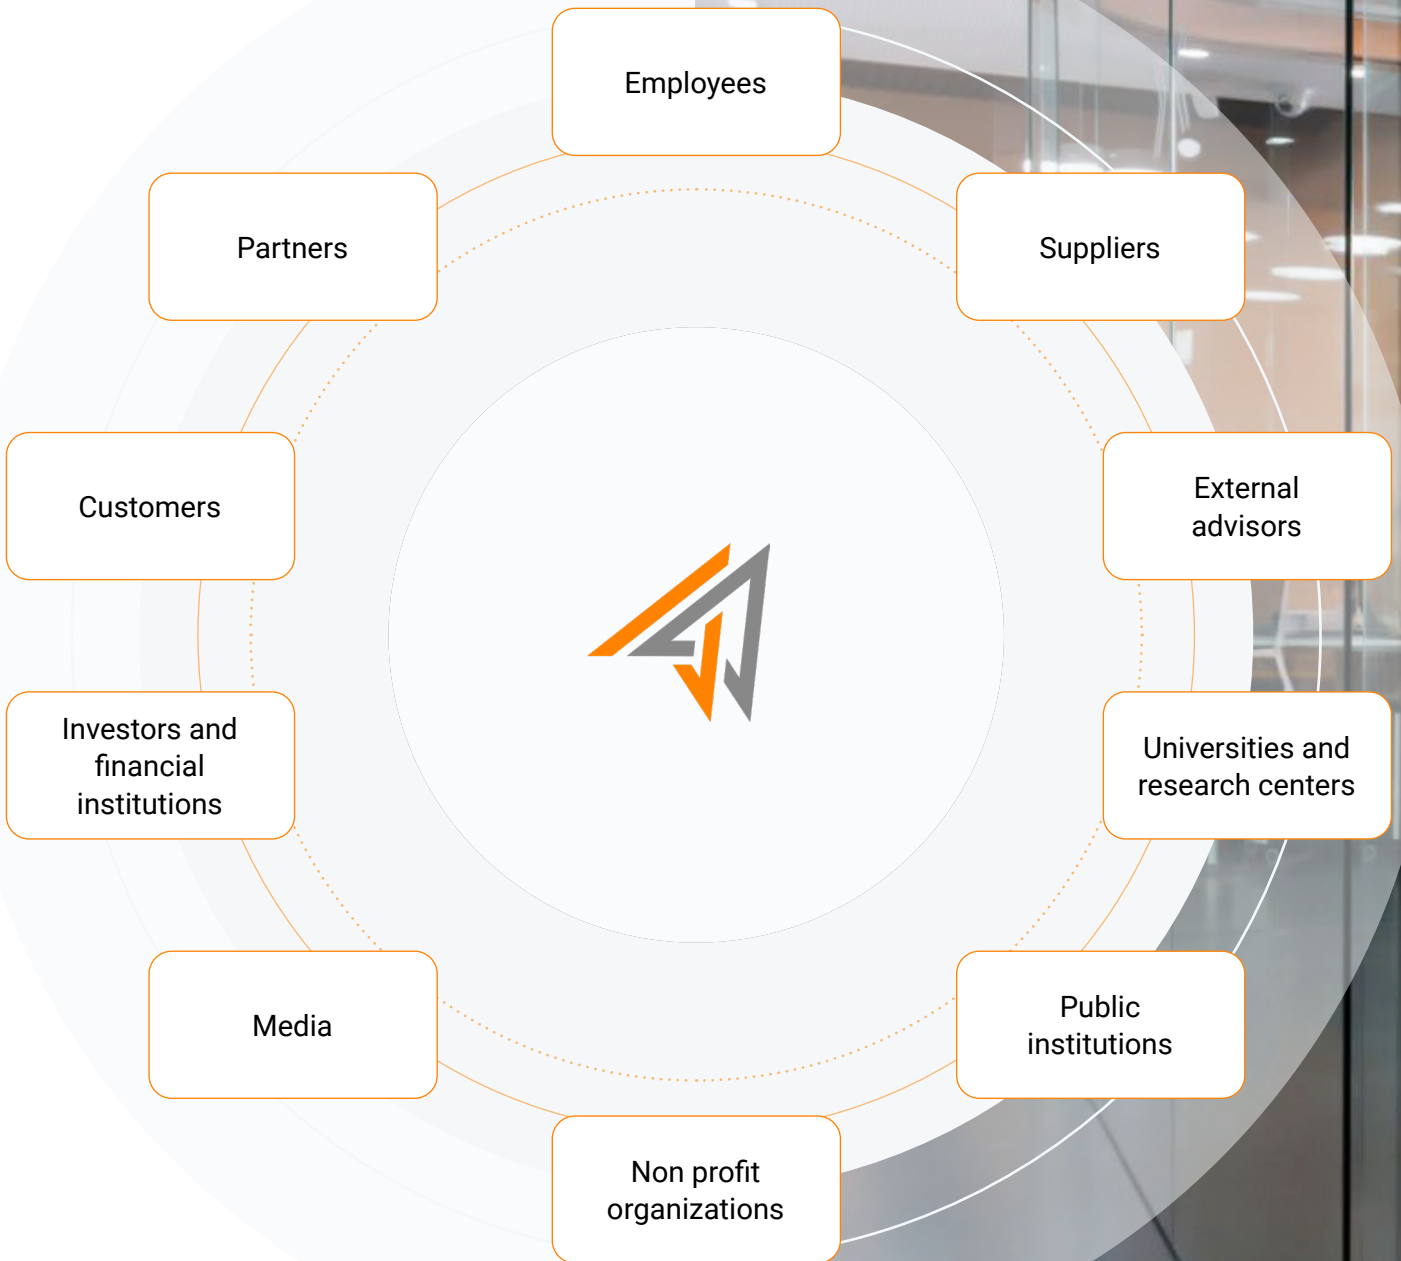 Employees
Suppliers
External
advisors
Universities and
research centers
Public
institutions
Non profit
organizations
Media
Investors and
financial
institutions
Customers
Partners